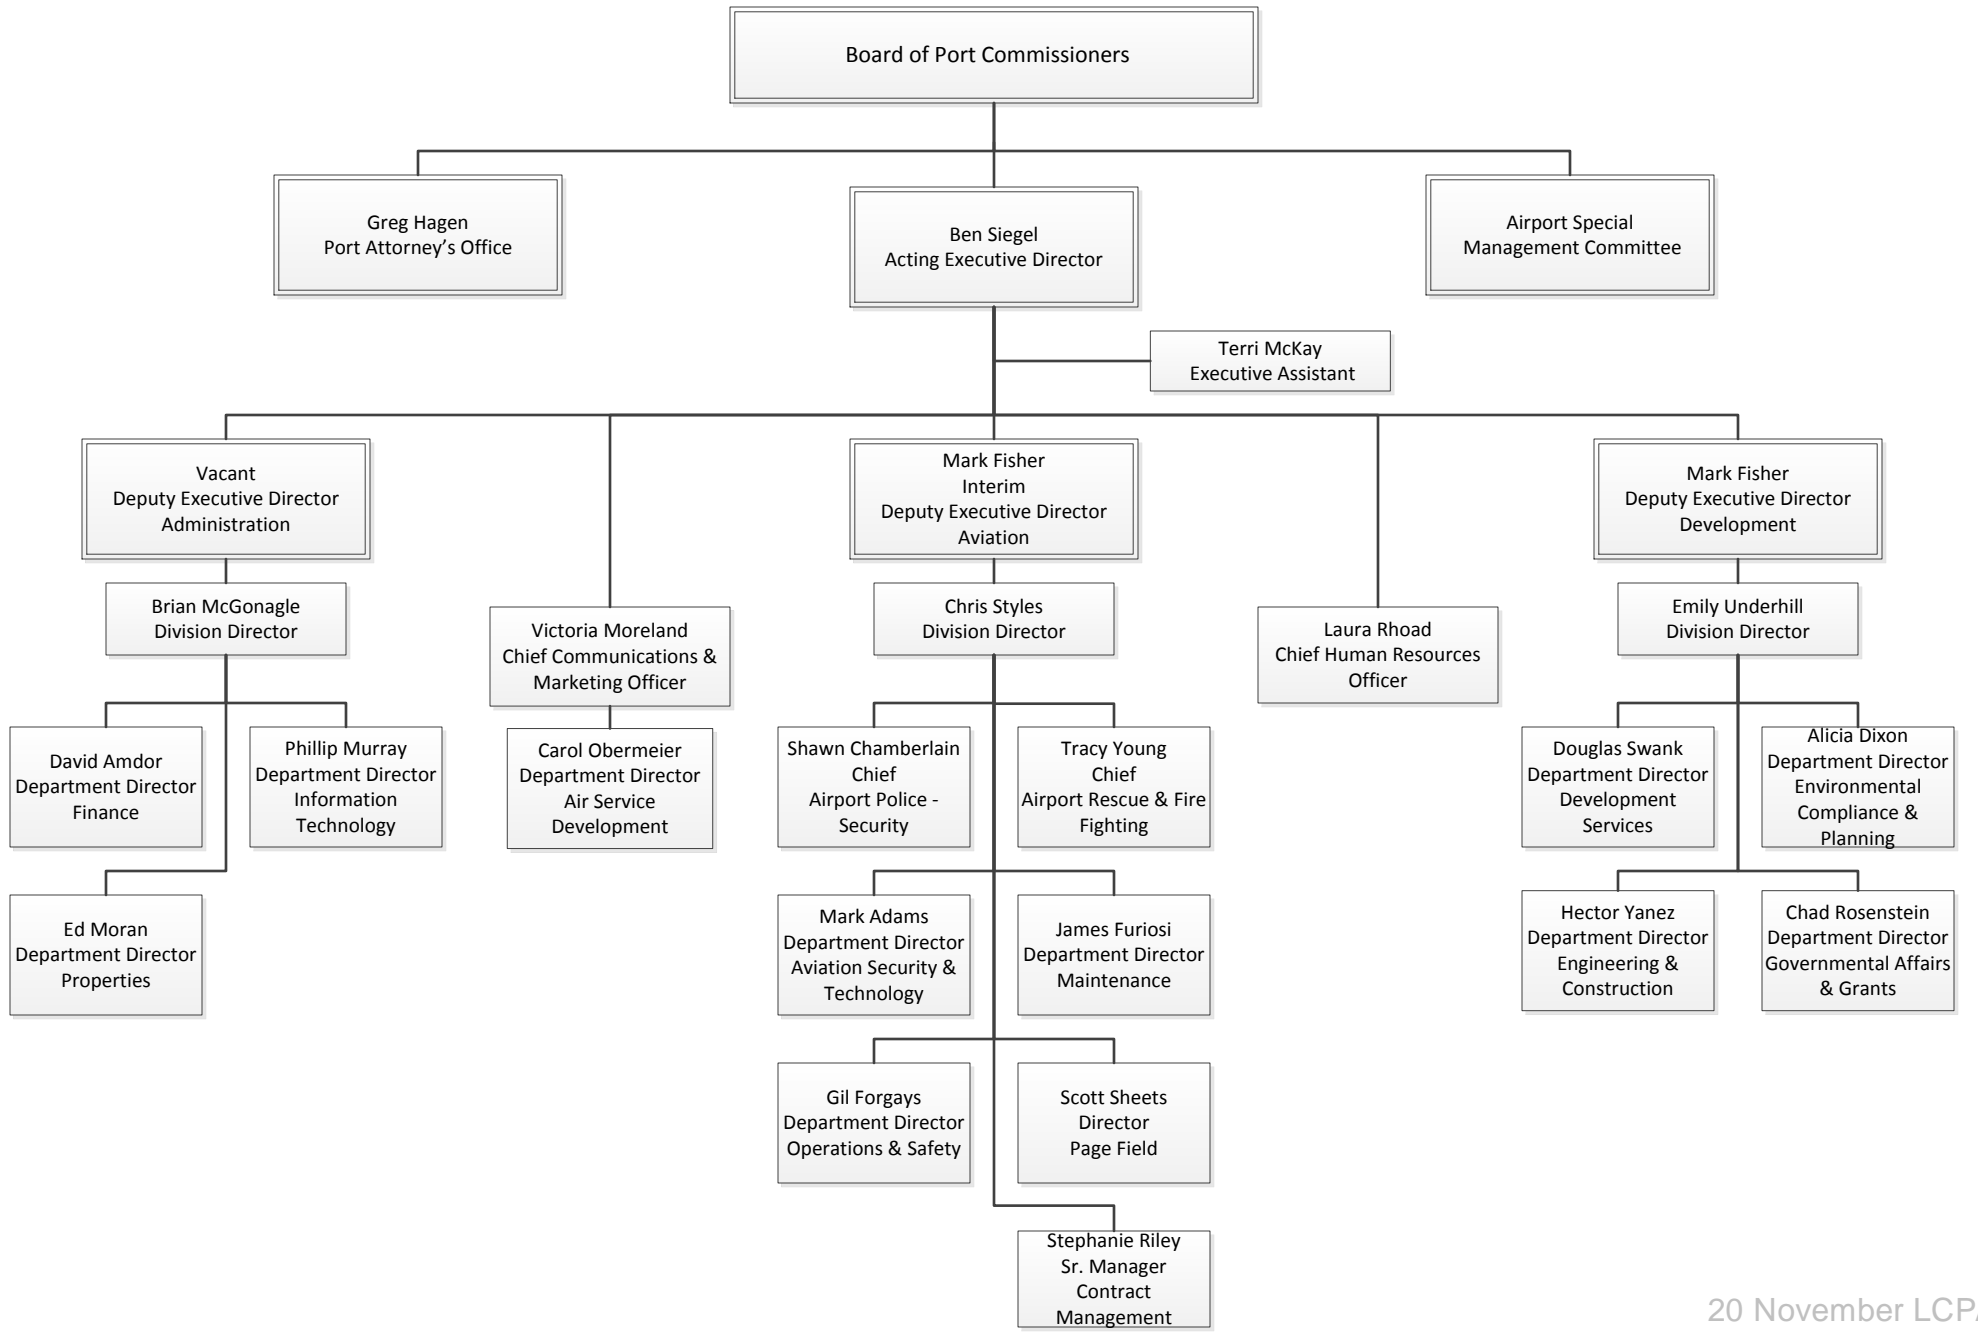 Board of Port Commissioners
Greg Hagen
Port Attorney’s Office
Ben Siegel
Acting Executive Director
Airport Special
Management Committee
Terri McKay
Executive Assistant
Vacant
Deputy Executive Director
Administration
Mark Fisher
Interim
Deputy Executive Director
Aviation
Mark Fisher
Deputy Executive Director
Development
Brian McGonagle
Division Director
Victoria Moreland
Chief Communications &
Marketing Officer
Chris Styles
Division Director
Laura Rhoad
Chief Human Resources
Officer
Emily Underhill
Division Director
David Amdor
Department Director
Finance
Phillip Murray
Department Director
Information
Technology
Carol Obermeier
Department Director
Air Service
Development
Shawn Chamberlain
Chief
Airport Police -
Security
Tracy Young
Chief
Airport Rescue & Fire
Fighting
Douglas Swank
Department Director
Development
Services
Alicia Dixon
Department Director
Environmental
Compliance &
Planning
Ed Moran
Department Director
Properties
Mark Adams
Department Director
Aviation Security &
Technology
James Furiosi
Department Director
Maintenance
Hector Yanez
Department Director
Engineering &
Construction
Chad Rosenstein
Department Director
Governmental Affairs
& Grants
Gil Forgays
Department Director
Operations & Safety
Scott Sheets
Director
Page Field
Stephanie Riley
Sr. Manager
Contract
Management
20 November LCPA